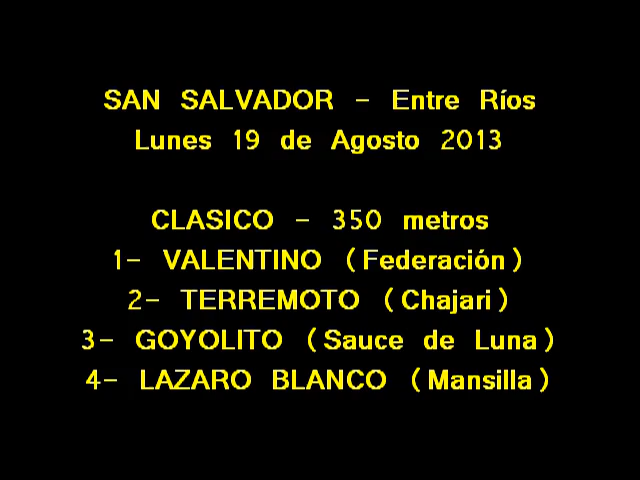 SAN SALVADOR - Entre Ríos
Lunes 19 de Agosto 2013
CLASICO - 350 metros
1- VALENTINO (Federación)
2- TERREMOTO (Chajari)
3- GOYOLITO (Sauce de Luna)
4- LAZARO BLANCO (Mansilla)